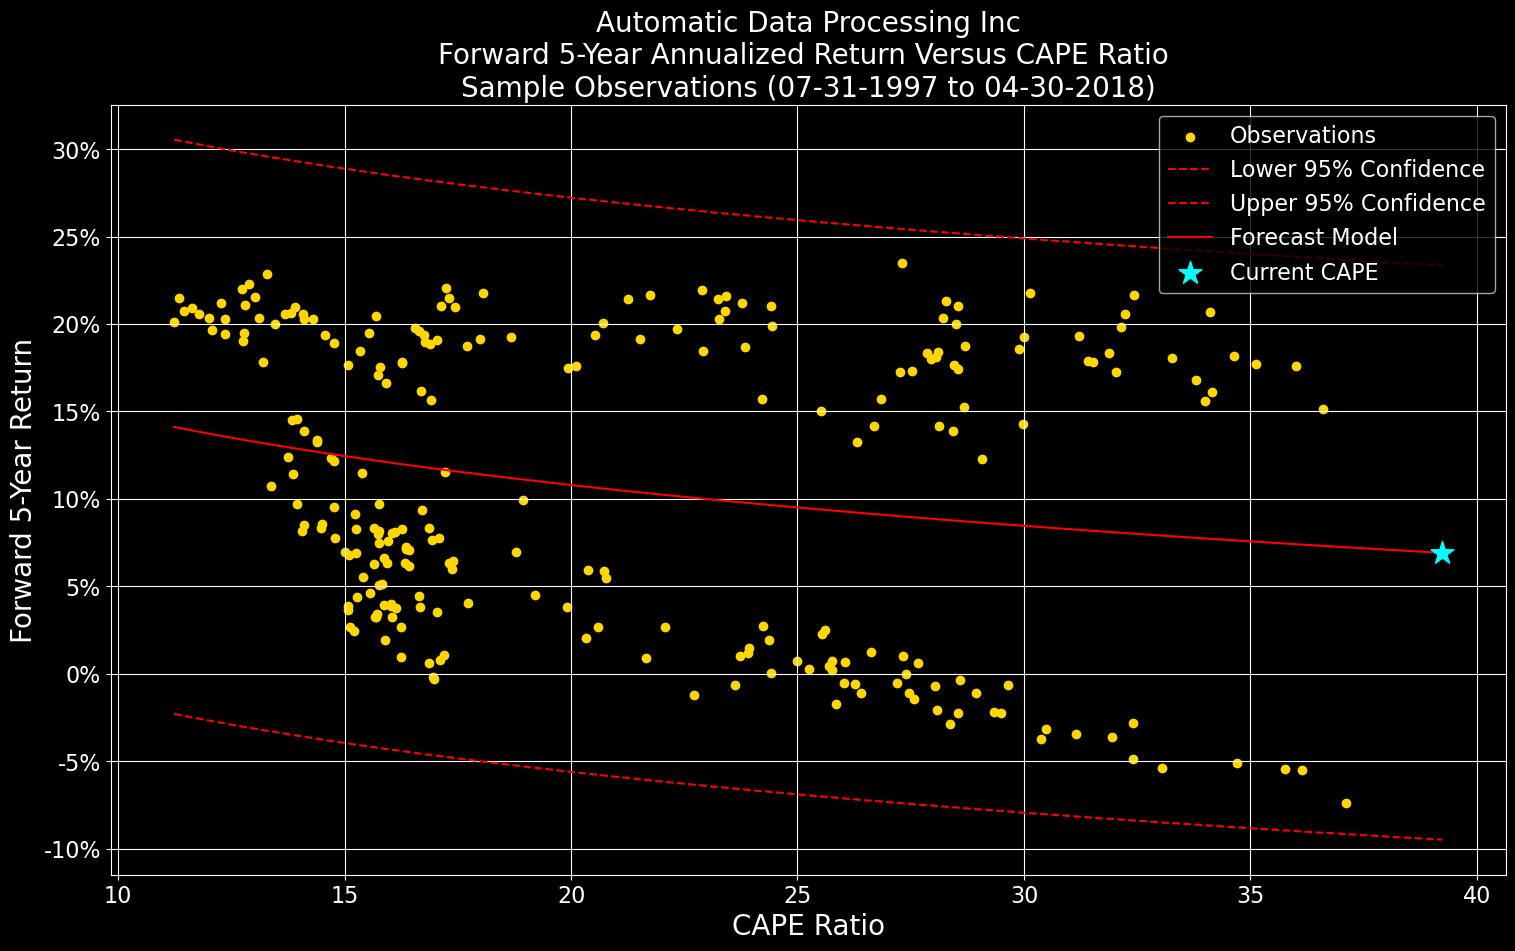 Automatic Data Processing Inc
Forward 5-Year Annualized Return Versus CAPE Ratio
Sample Observations (07-31-1997 to 04-30-2018)
Observations
Lower 95% Confidence
Upper 95% Confidence
Forecast Model
Current CAPE
Forward 5-Year Return
30%
25%
20%
15%
10%
5%
0%
-5%
-10%
10
15
20
25
30
35
40
CAPE Ratio